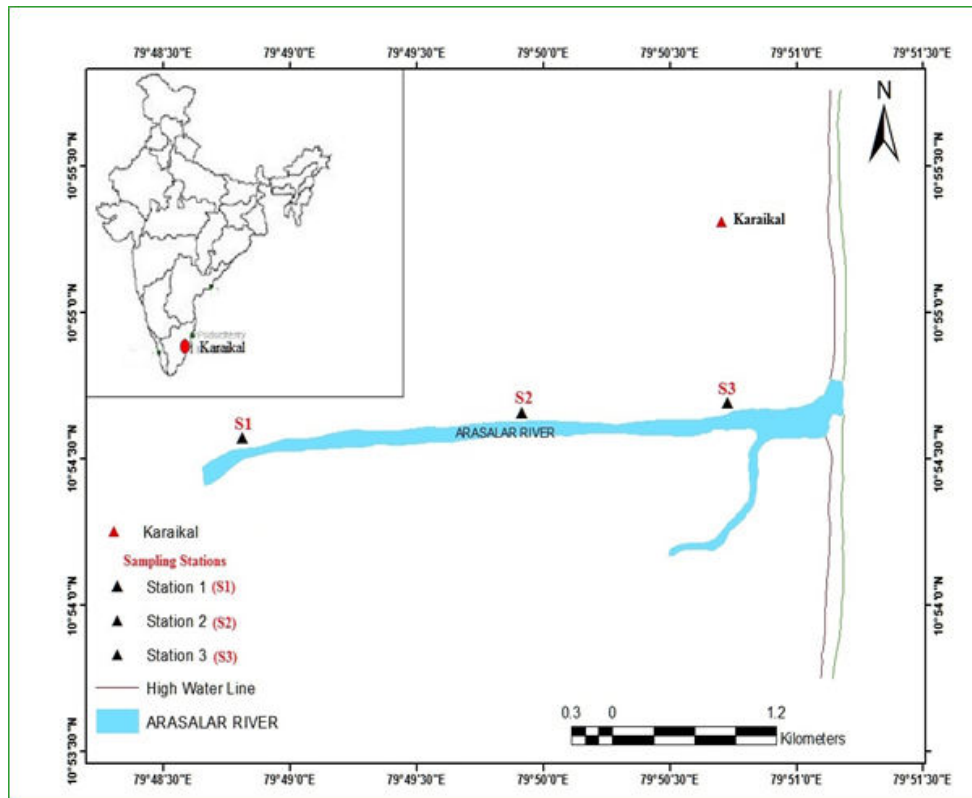 79°48'30"E 79°49'0"E 79°49'30"E 79°50'0"E 79°50'30"E 79°51'0"E 79°51'30"E
N
10°55'30"N 10°55'30"N
Karaikal
10°55'0"N 10°55'0"N
Karaikal
S1 S2 S3
ARASALAR RIVER
10°54'30"N 10°54'30"N
Karaikal
Sampling Stations
Station 1 (S1)
10°54'0"N 10°54'0"N
Station 2 (S2)
Station 3 (S3)
High Water Line
ARASALAR RIVER
0.3 0 1.2
Kilometers
10°53'30"N 10°53'30"N
79°48'30"E 79°49'0"E 79°49'30"E 79°50'0"E 79°50'30"E 79°51'0"E 79°51'30"E